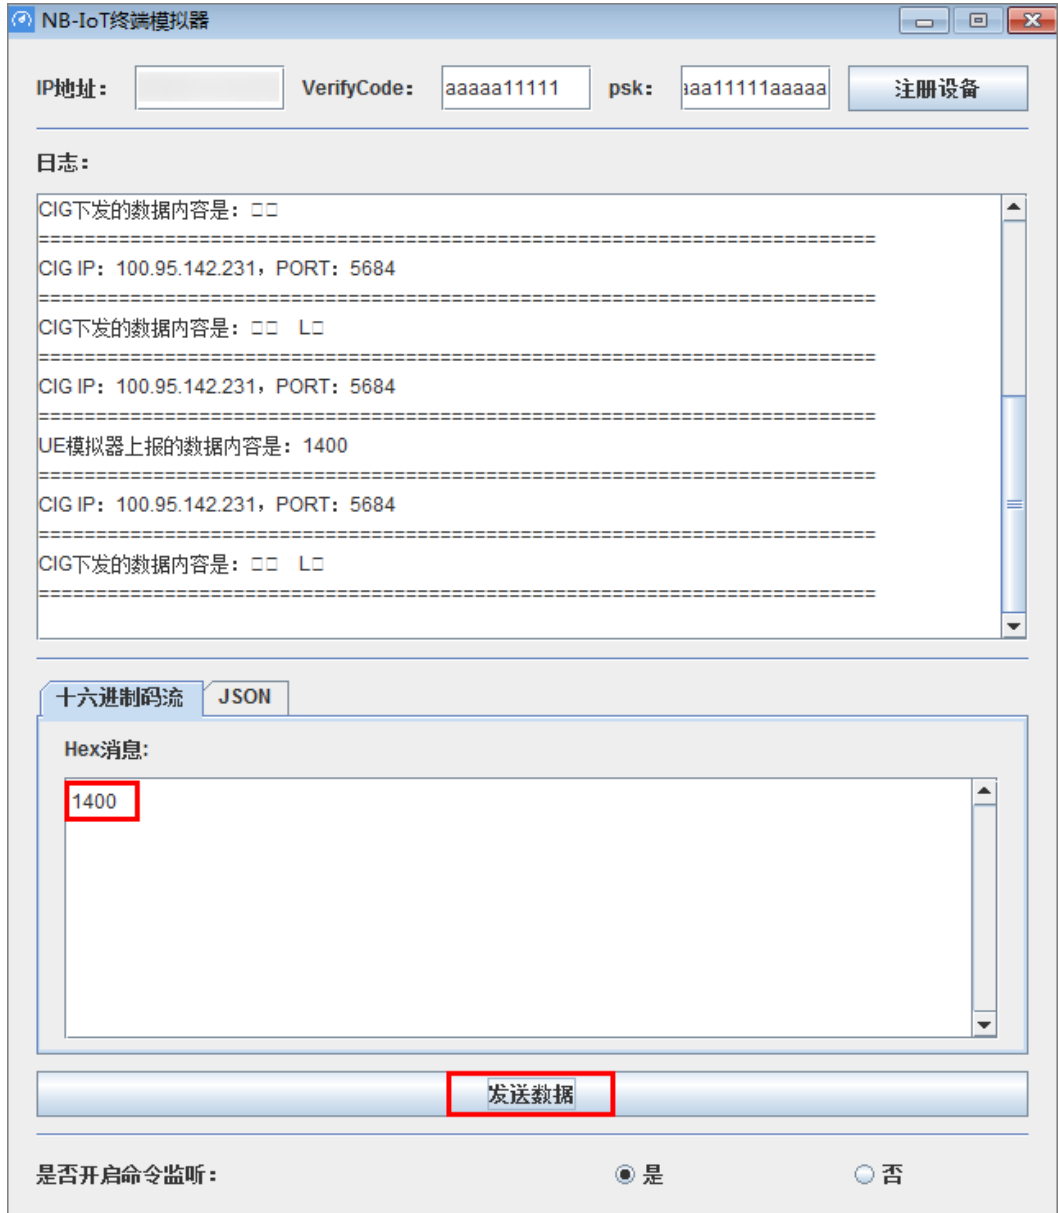 NB-IoT终端模拟器
IP地址： VerifyCode： aaaaa11111 psk： aaa11111aaaaa 注册设备
日志：
CIG下发的数据内容是：□□
=========================================================================
CIG IP：100.95.142.231，PORT：5684
=========================================================================
CIG下发的数据内容是：□□ L□
=========================================================================
CIG IP：100.95.142.231，PORT：5684
=========================================================================
UE模拟器上报的数据内容是：1400
=========================================================================
CIG IP：100.95.142.231，PORT：5684
=========================================================================
CIG下发的数据内容是：□□ L□
=========================================================================
十六进制码流 JSON
Hex消息:
1400
发送数据
是否开启命令监听： 是 否